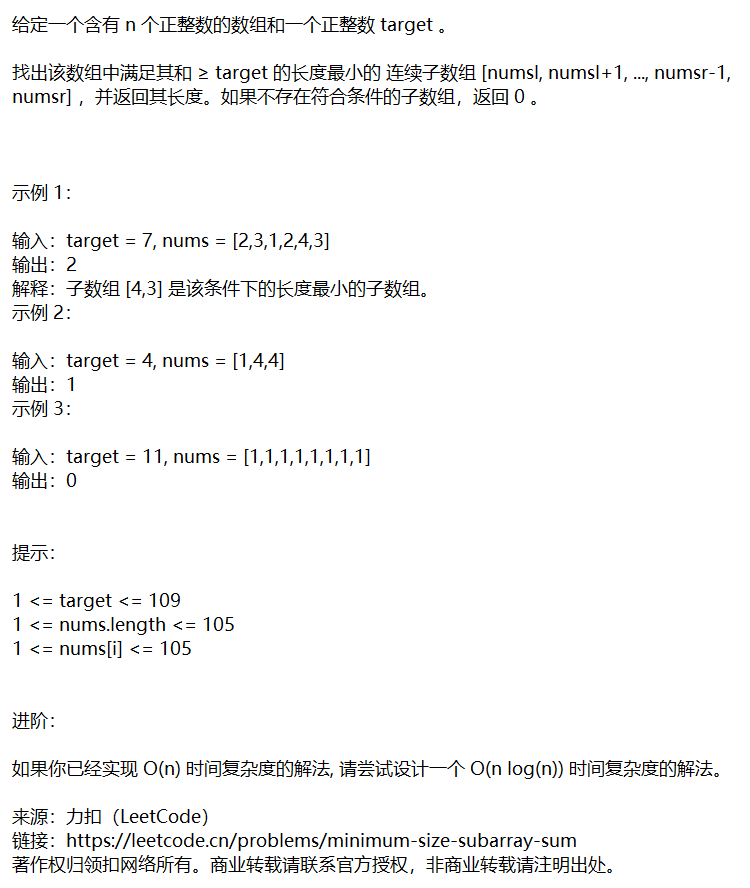 给定一个含有 n 个正整数的数组和一个正整数 target 。
找出该数组中满足其和 ≥ target 的长度最小的 连续子数组 [numsl, numsl+1, ..., numsr-1,
numsr] ，并返回其长度。如果不存在符合条件的子数组，返回 0 。
示例 1：
输入：target = 7, nums = [2,3,1,2,4,3]
输出：2
解释：子数组 [4,3] 是该条件下的长度最小的子数组。
示例 2：
输入：target = 4, nums = [1,4,4]
输出：1
示例 3：
输入：target = 11, nums = [1,1,1,1,1,1,1,1]
输出：0
提示：
1 <= target <= 109
1 <= nums.length <= 105
1 <= nums[i] <= 105
进阶：
如果你已经实现 O(n) 时间复杂度的解法, 请尝试设计一个 O(n log(n)) 时间复杂度的解法。
来源：力扣（LeetCode）
链接：https://leetcode.cn/problems/minimum-size-subarray-sum
著作权归领扣网络所有。商业转载请联系官方授权，非商业转载请注明出处。